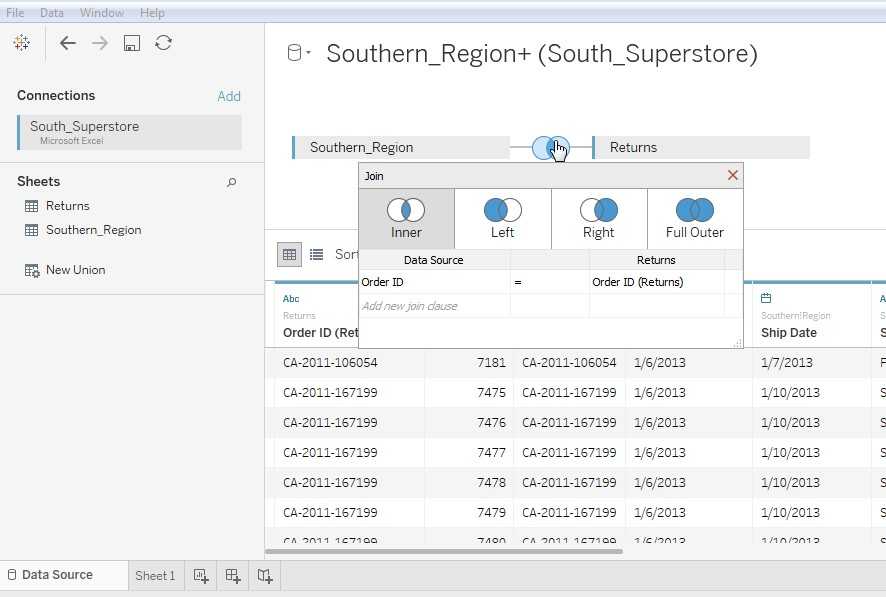 File Data Window Help
Southern_Region+ (South_Superstore)
Connections Add
South_Superstore
Microsoft Excel
Southern_Region Returns
Join
Sheets
Returns
Southern_Region
New Union
Inner Left Right Full Outer
Data Source Returns
Order ID = Order ID (Returns)
Add new join clause
Sort
Abc
Returns Southern!Region
Order ID (Ret Ship Date
CA-2011-106054 7181 CA-2011-106054 1/6/2013 1/7/2013 F
CA-2011-167199 7475 CA-2011-167199 1/6/2013 1/10/2013 S
CA-2011-167199 7476 CA-2011-167199 1/6/2013 1/10/2013 S
CA-2011-167199 7477 CA-2011-167199 1/6/2013 1/10/2013 S
CA-2011-167199 7478 CA-2011-167199 1/6/2013 1/10/2013 S
CA-2011-167199 7479 CA-2011-167199 1/6/2013 1/10/2013 S
CA-2011-167199 7480 CA-2011-167199 1/6/2013 1/10/2013
Data Source Sheet 1